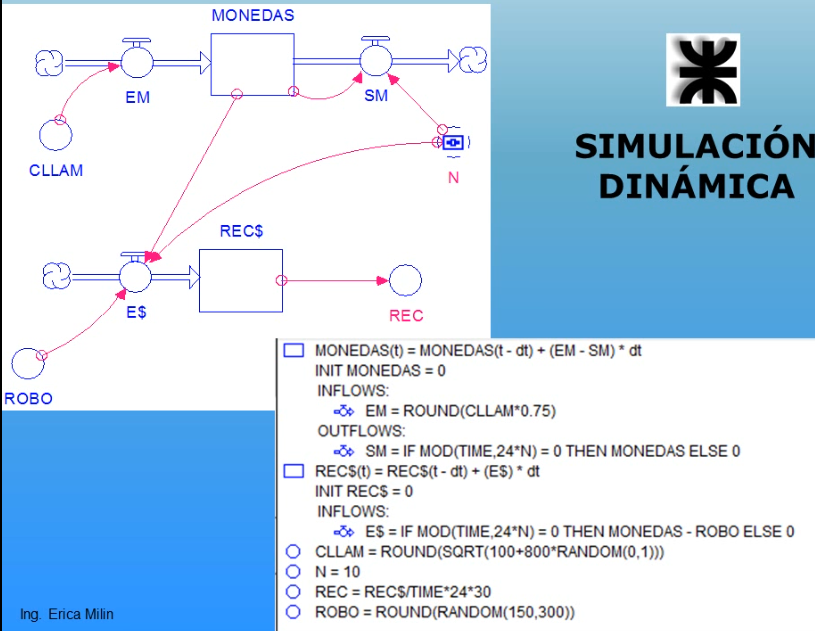 MONEDAS
EM
SM
CLLAM
N
REC$
E$
REC
ROBO
SIMULACIÓN
DINÁMICA
MONEDAS(t) = MONEDAS(t - dt) + (EM - SM) * dt
INIT MONEDAS = 0
INFLOWS:
EM = ROUND(CLLAM*0.75)
OUTFLOWS:
SM = IF MOD(TIME,24*N) = 0 THEN MONEDAS ELSE 0
REC$(t) = REC$(t - dt) + (E$) * dt
INIT REC$ = 0
INFLOWS:
E$ = IF MOD(TIME,24*N) = 0 THEN MONEDAS - ROBO ELSE 0
CLLAM = ROUND(SQRT(100+800*RANDOM(0,1)))
N = 10
REC = REC$/TIME*24*30
ROBO = ROUND(RANDOM(150,300))
Ing. Erica Milin